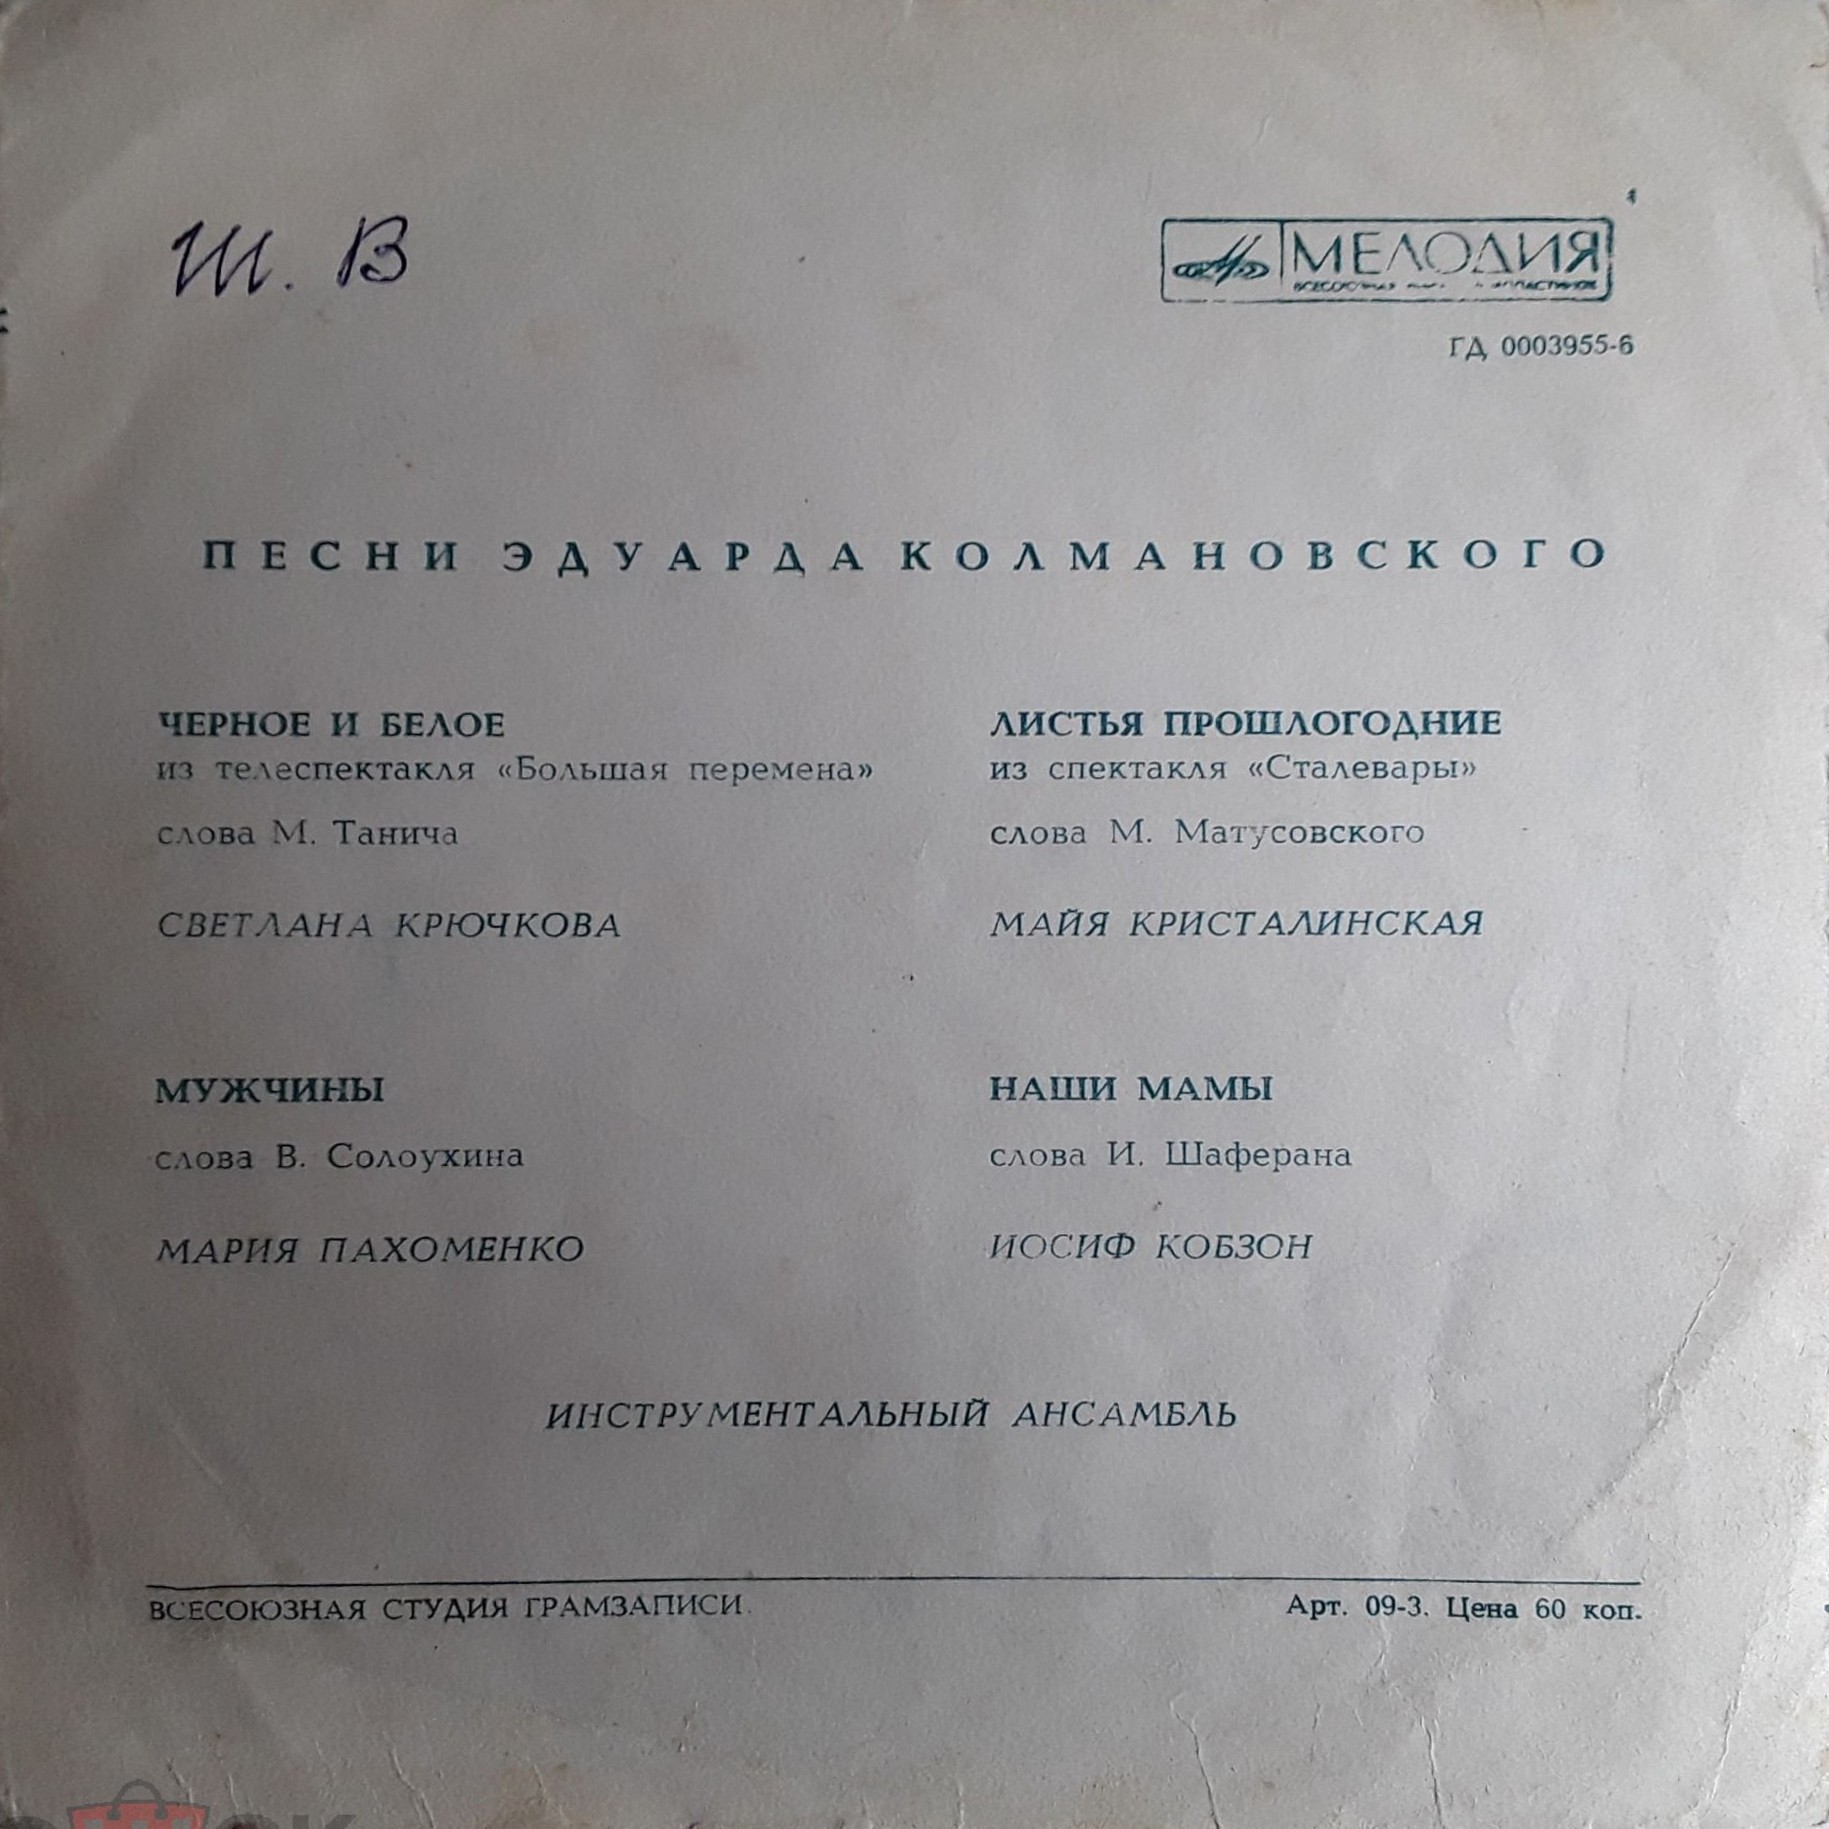 Ш. В
МЕЛОДИЯ
ГД 0003955-6
ПЕСНИ ЭДУАРДА КОЛМАНОВСКОГО
ЧЕРНОЕ И БЕЛОЕ
из телеспектакля «Большая перемена»
слова М. Танича
СВЕТЛАНА КРЮЧКОВА
МУЖЧИНЫ
слова В. Солоухина
МАРИЯ ПАХОМЕНКО
ЛИСТЬЯ ПРОШЛОГОДНИЕ
из спектакля «Сталевары»
слова М. Матусовского
МАЙЯ КРИСТАЛИНСКАЯ
НАШИ МАМЫ
слова И. Шаферана
ИОСИФ КОБЗОН
ИНСТРУМЕНТАЛЬНЫЙ АНСАМБЛЬ
ВСЕСОЮЗНАЯ СТУДИЯ ГРАМЗАПИСИ
Арт. 09-3. Цена 60 коп.